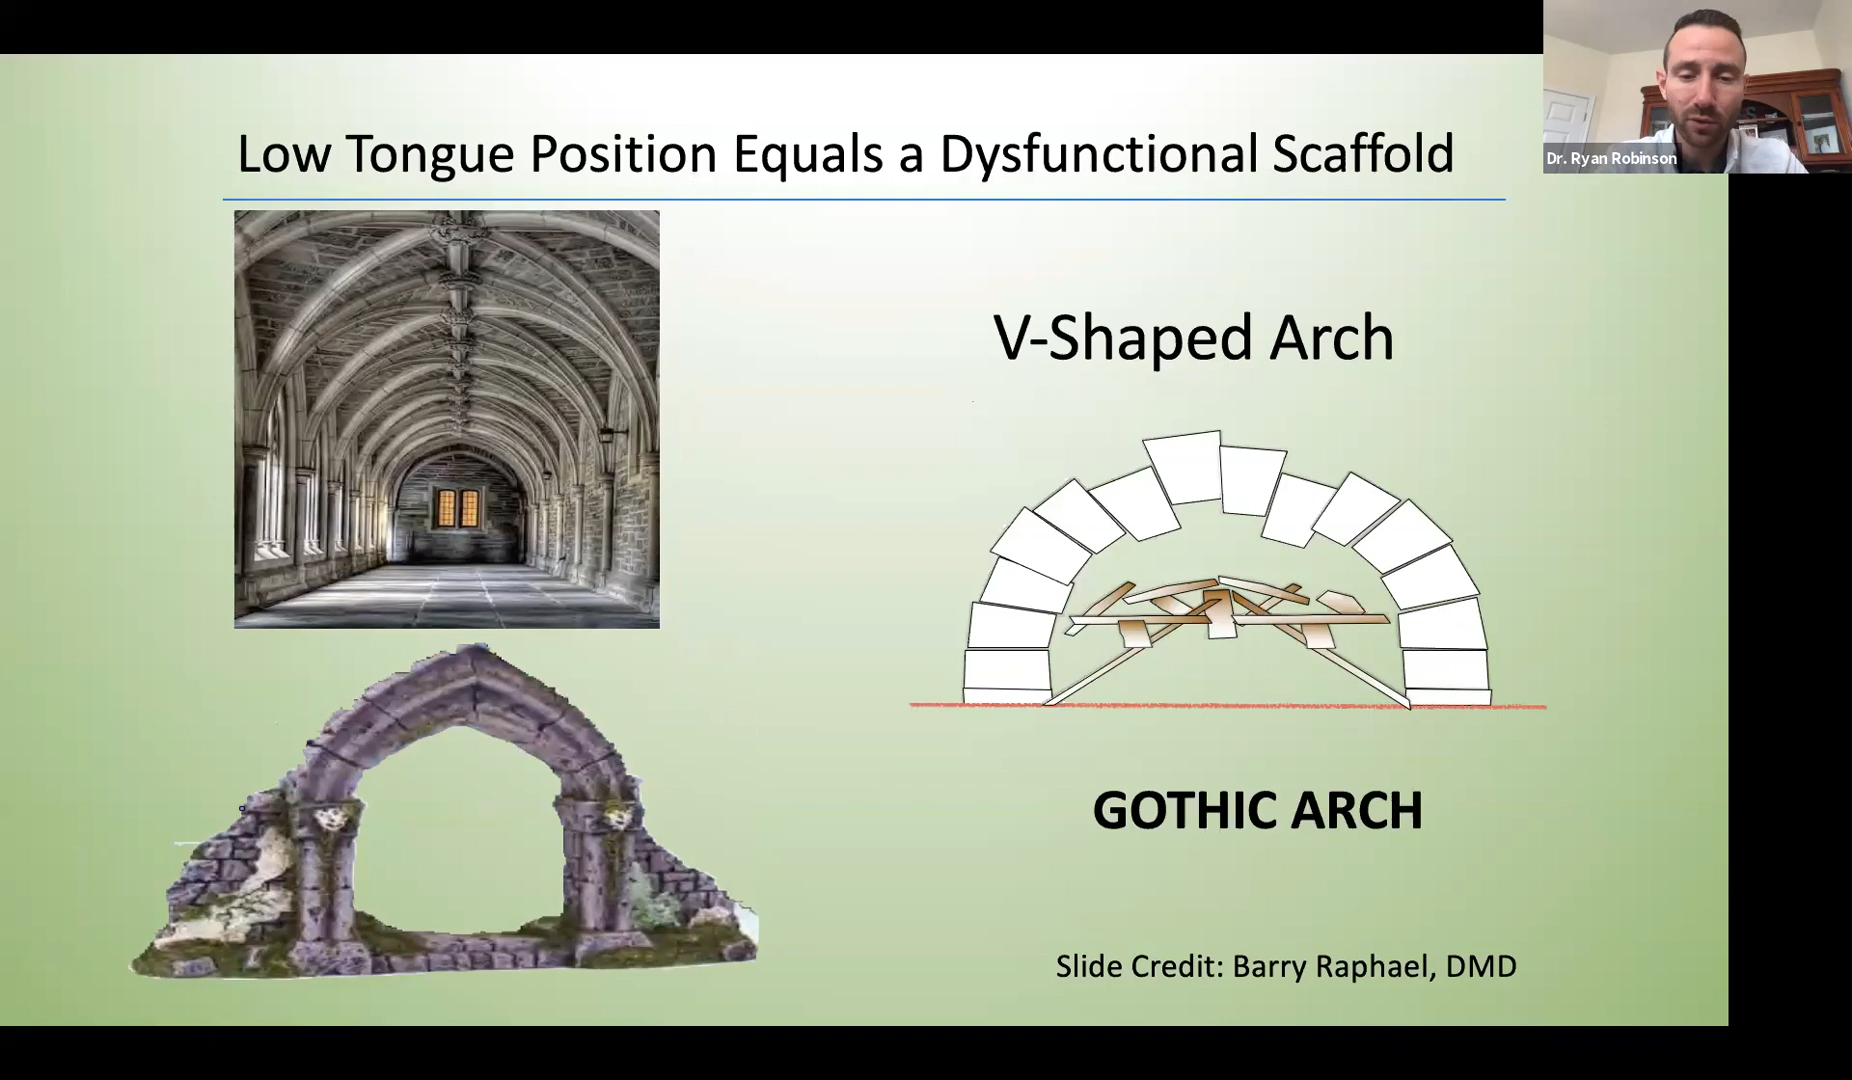 Low Tongue Position Equals a Dysfunctional Scaffold
Dr. Ryan Robinson
V-Shaped Arch
GOTHIC ARCH
Slide Credit: Barry Raphael, DMD